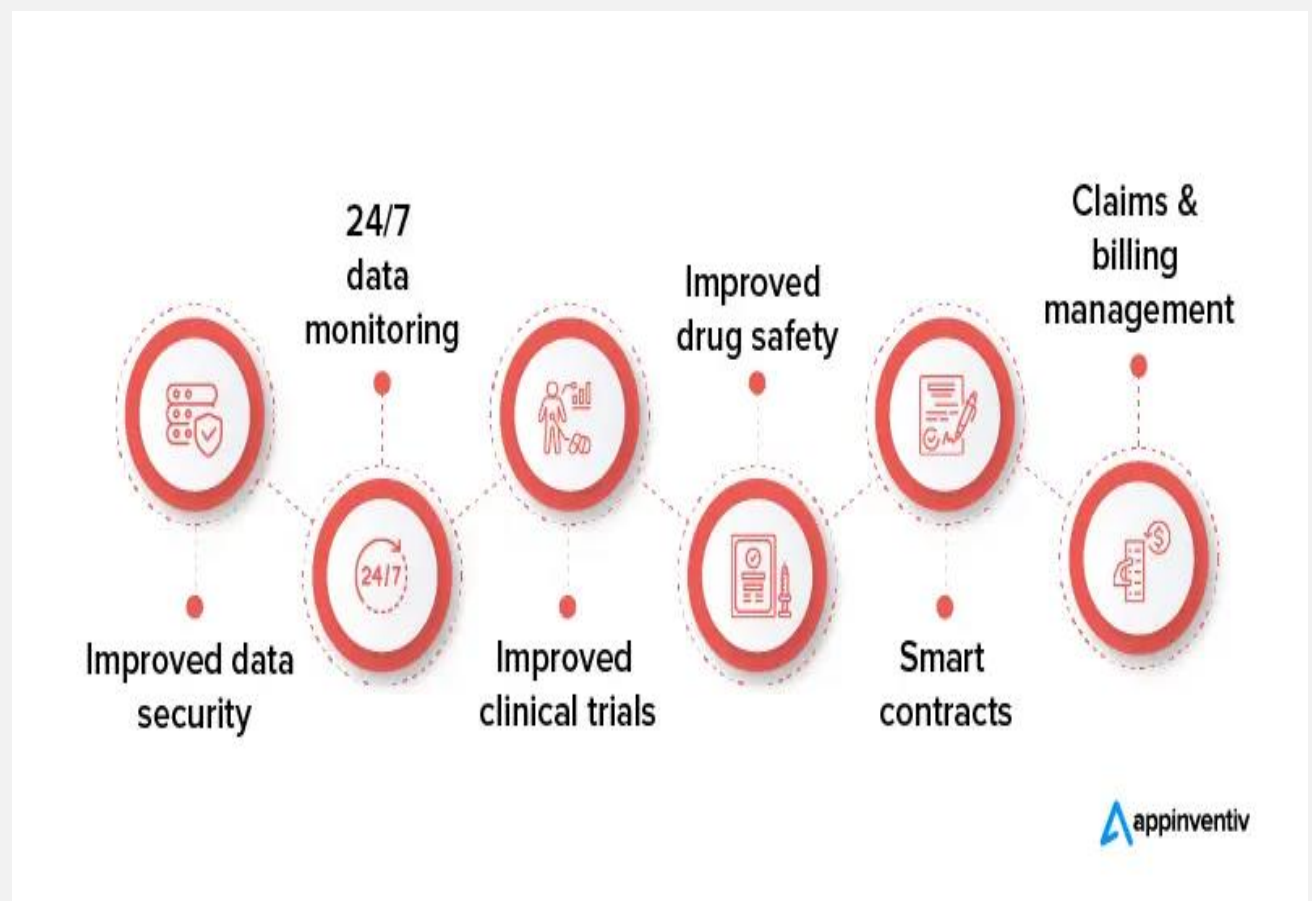 Improved data
security
24/7
data
monitoring
24/7
Improved
clinical trials
Improved
drug safety
Smart
contracts
Claims &
billing
management
$
appinventiv